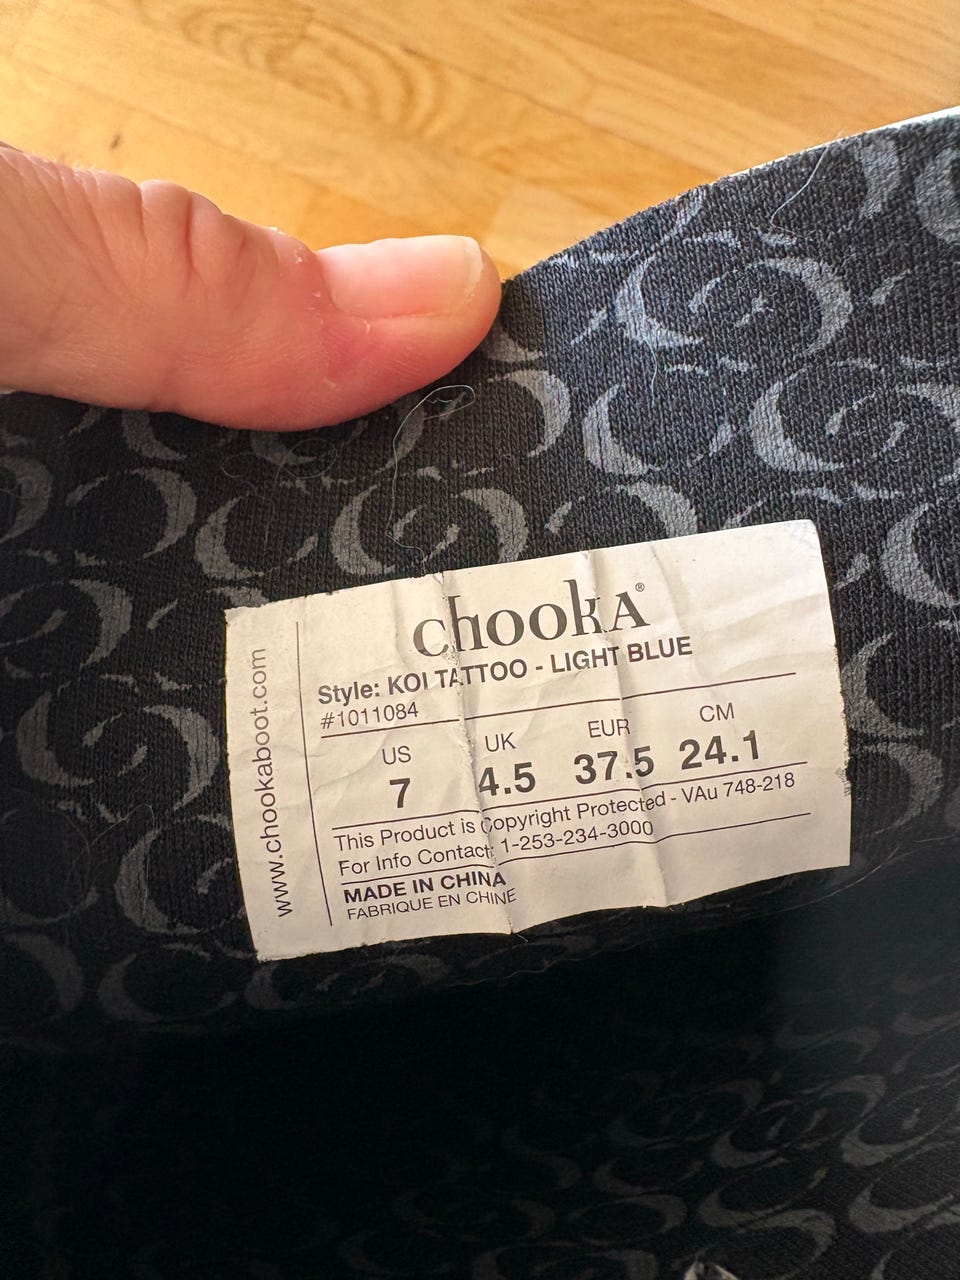 chookA®
Style: KOI TATTOO - LIGHT BLUE
#1011084
US UK EUR CM
7 4.5 37.5 24.1
This Product is Copyright Protected - VAu 748-218
For Info Contact: 1-253-234-3000
MADE IN CHINA
FABRIQUE EN CHINE
www.chookaboot.com